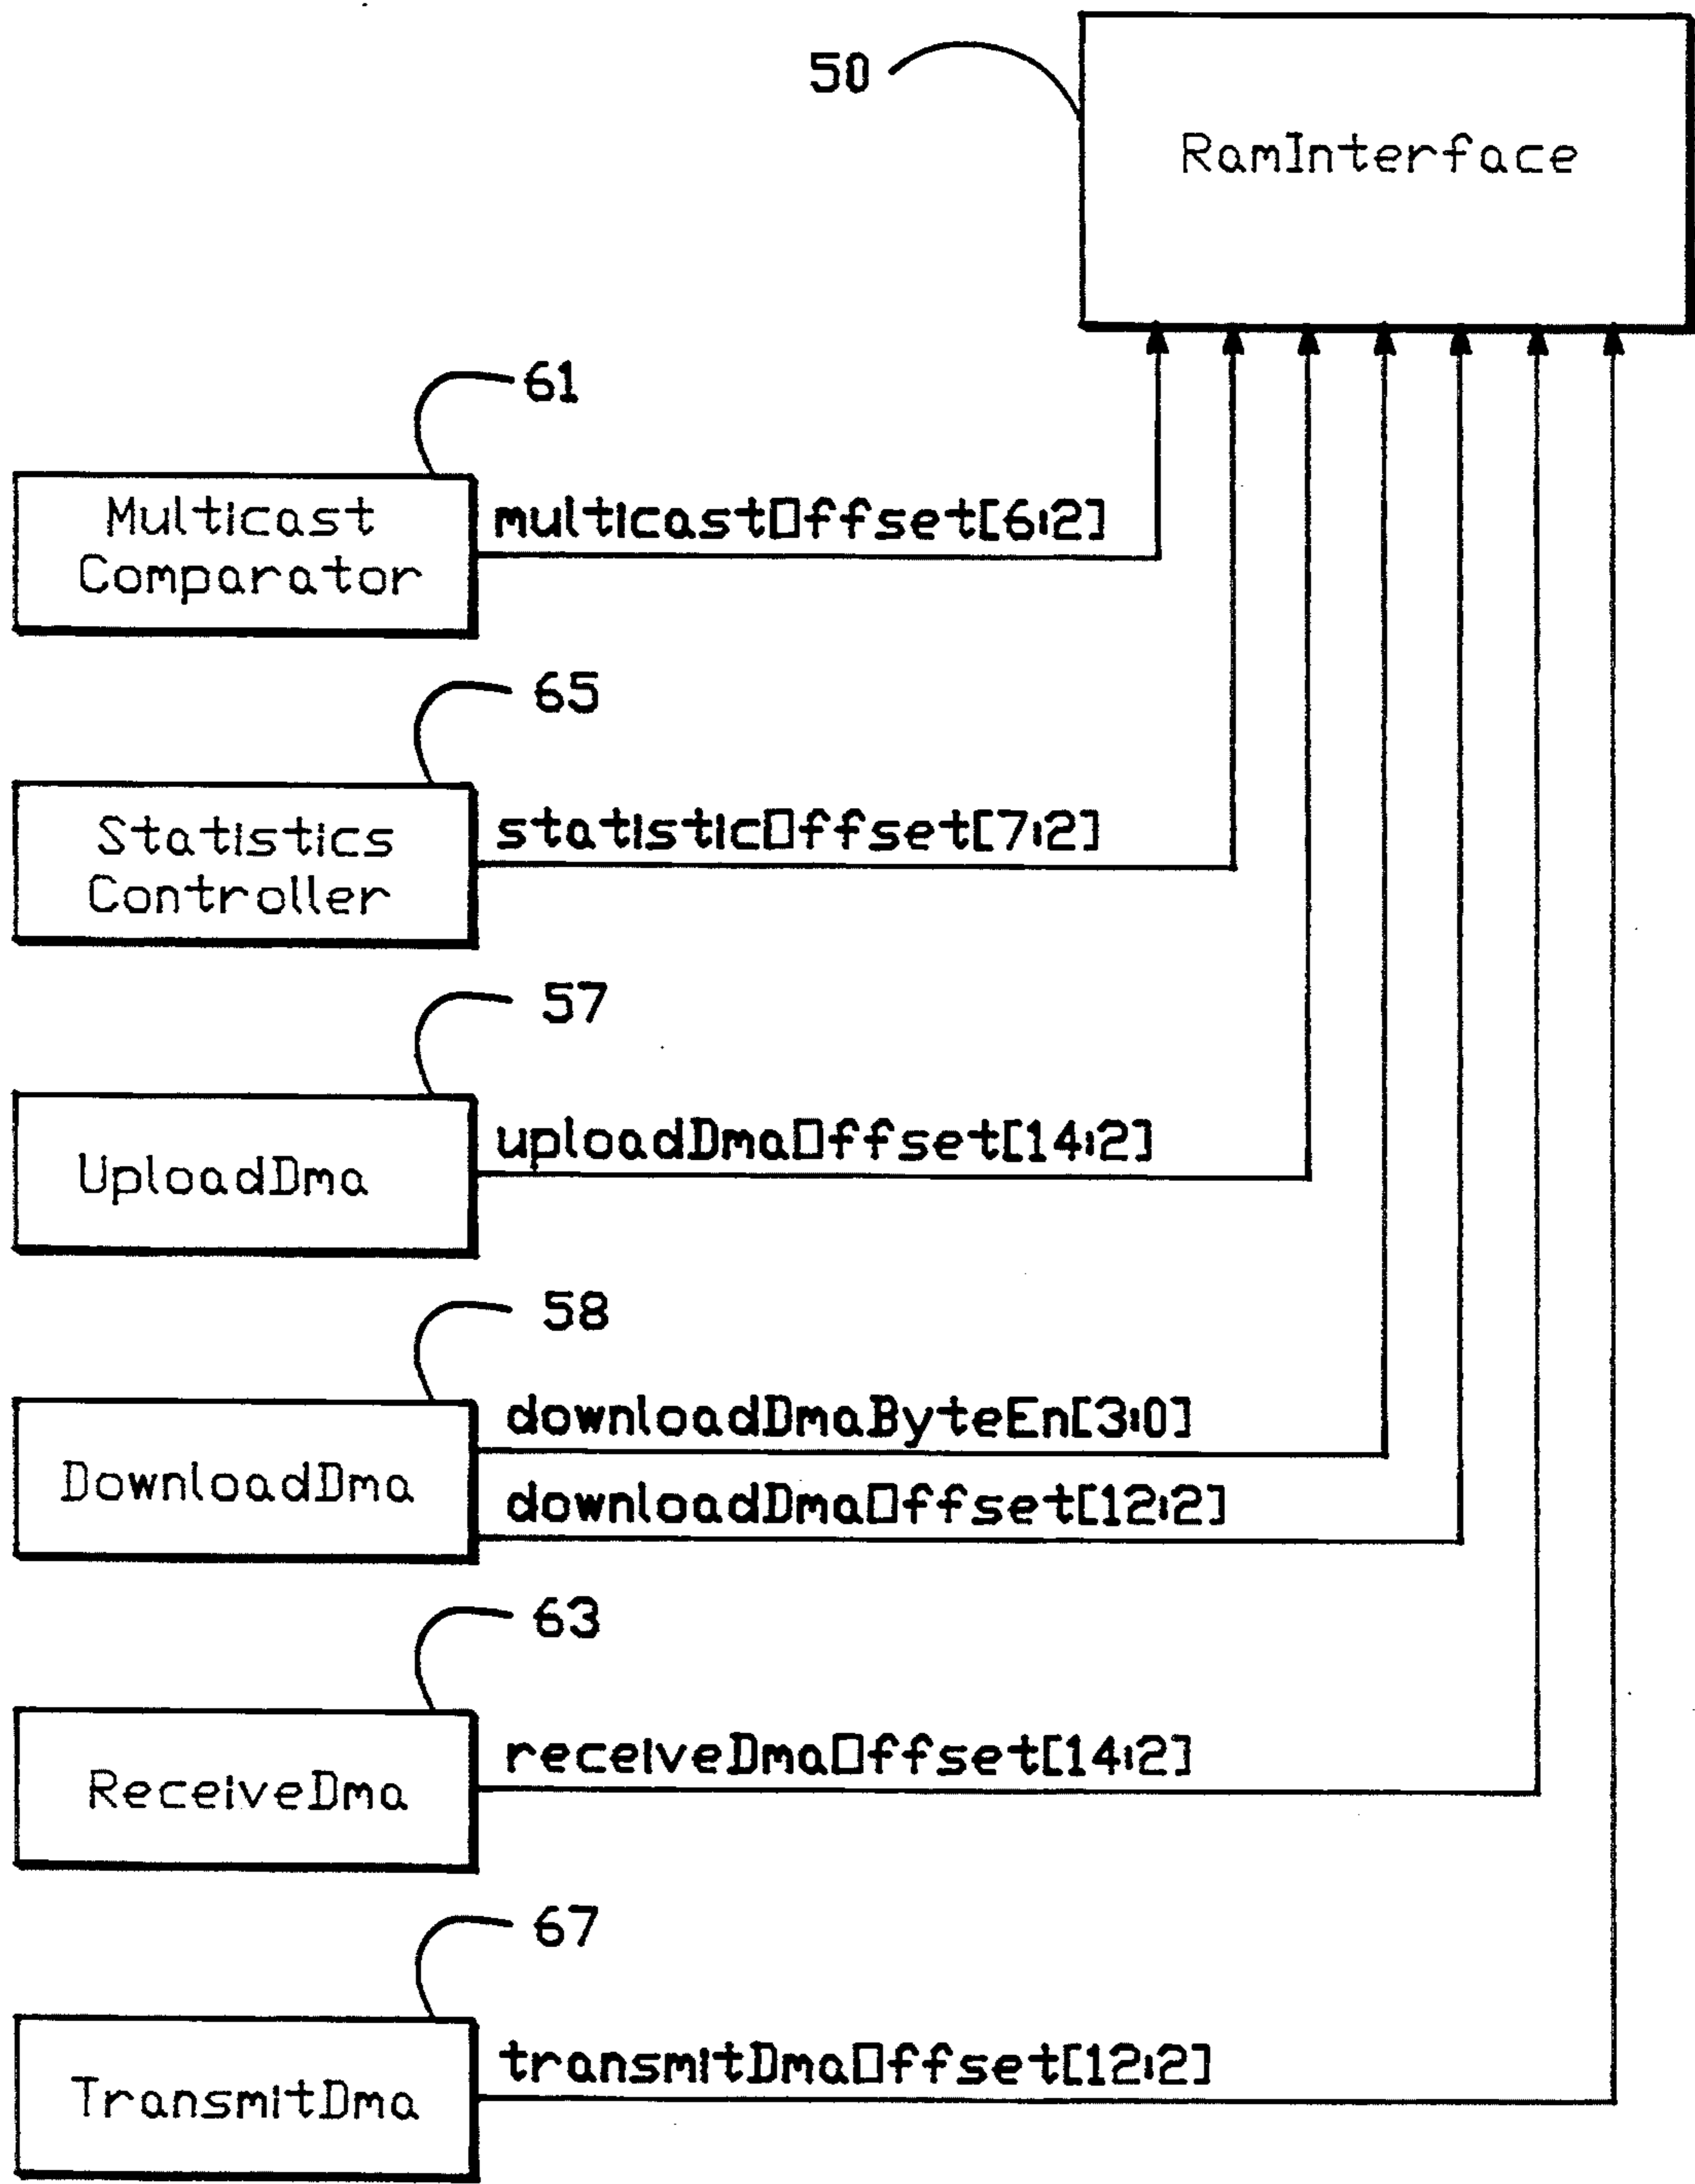 50
RamInterface
61
Multicast
Comparator
multicastOffset[6:2]
65
Statistics
Controller
statisticOffset[7:2]
57
UploadDma
uploadDmaOffset[14:2]
58
DownloadDma
downloadDmaByteEn[3:0]
downloadDmaOffset[12:2]
63
ReceiveDma
receiveDmaOffset[14:2]
67
TransmitDma
transmitDmaOffset[12:2]